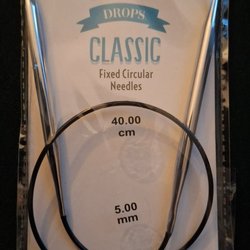 DROPS
CLASSIC
Fixed Circular
Needles
40.00
cm
5.00
mm